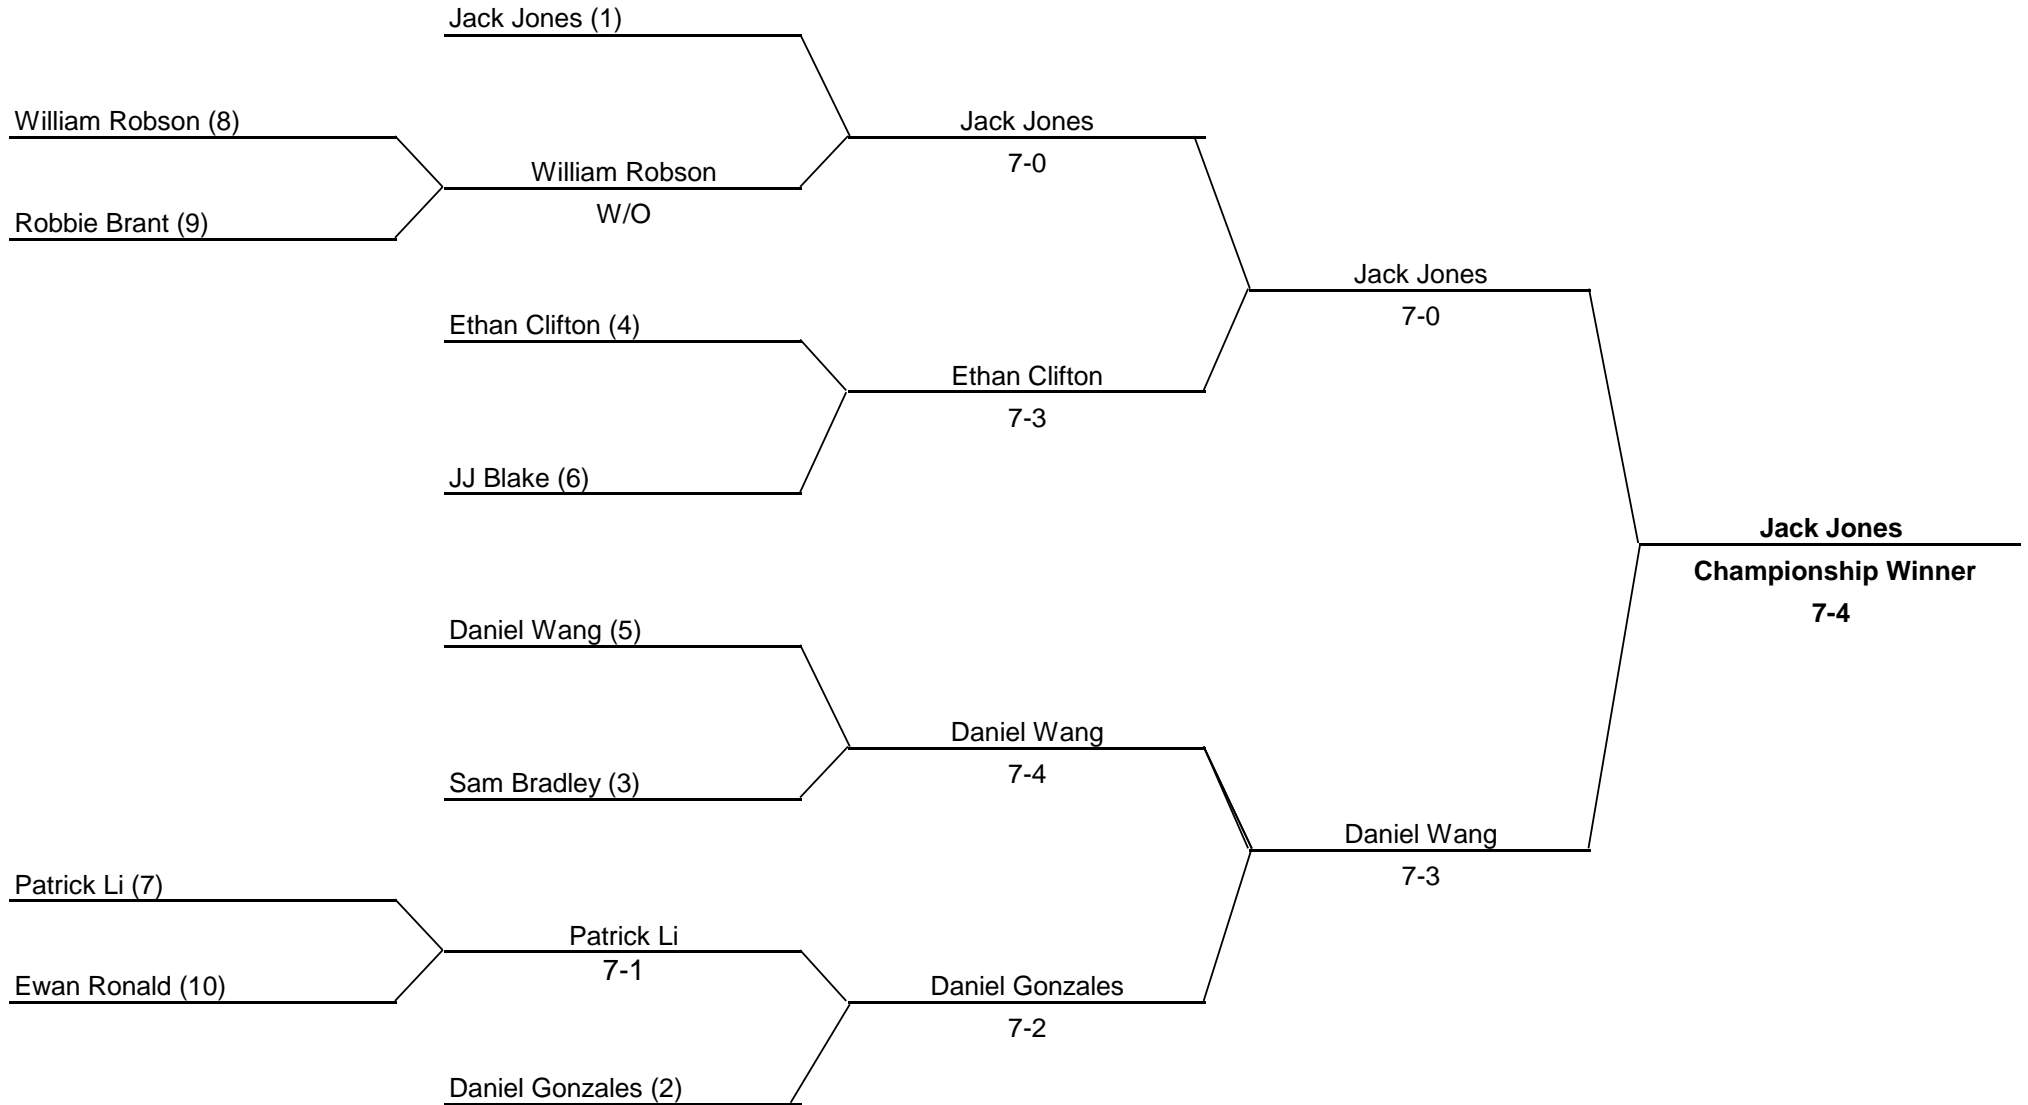 Jack Jones (1)
William Robson (8)
Jack Jones
7-0
William Robson
W/O
Robbie Brant (9)
Jack Jones
7-0
Ethan Clifton (4)
Ethan Clifton
7-3
JJ Blake (6)
Jack Jones
Championship Winner
7-4
Daniel Wang (5)
Daniel Wang
7-4
Sam Bradley (3)
Daniel Wang
7-3
Patrick Li (7)
Patrick Li
7-1
Ewan Ronald (10)
Daniel Gonzales
7-2
Daniel Gonzales (2)